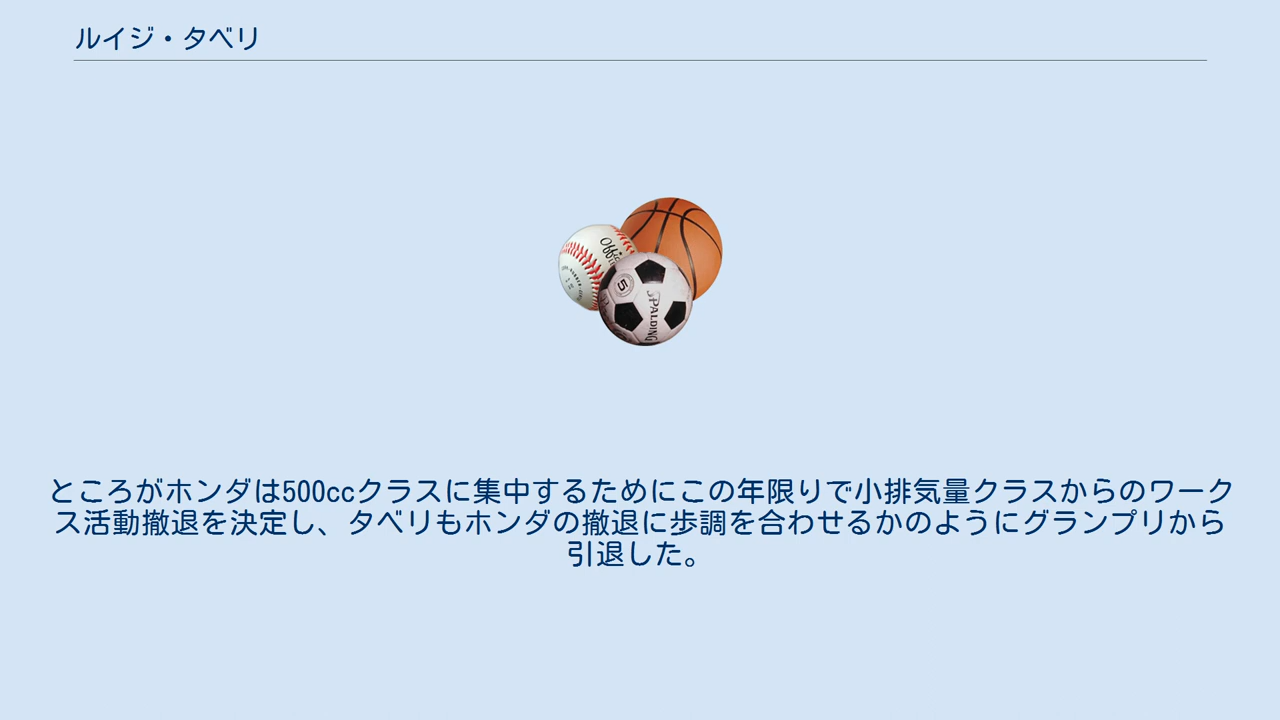 ルイジ・タベリ
Offici
SPALDING
5
ところがホンダは500ccクラスに集中するためにこの年限りで小排気量クラスからのワーク
ス活動撤退を決定し、タベリもホンダの撤退に歩調を合わせるかのようにグランプリから
引退した。